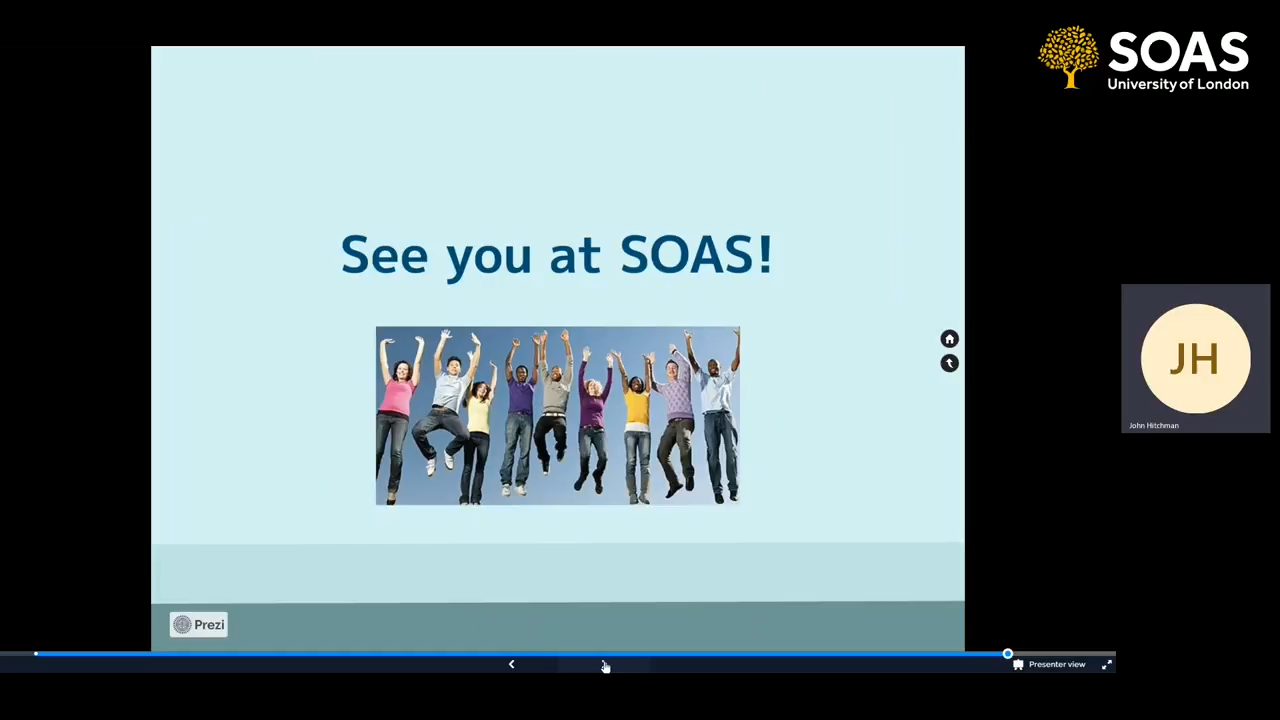 SOAS
University of London
See you at SOAS!
JH
John Hitchman
Prezi
Presenter view